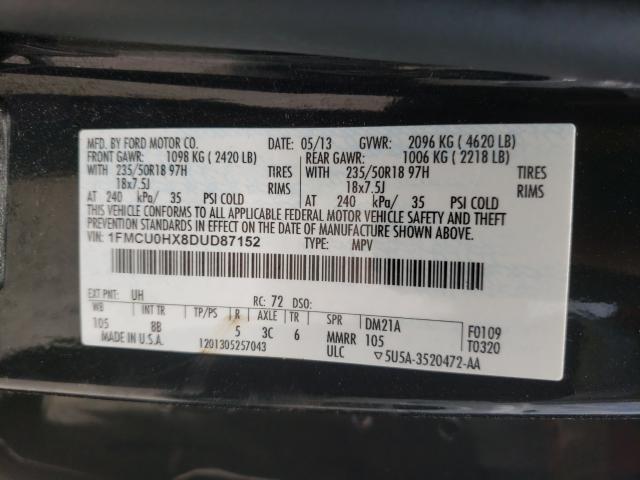 MFD. BY FORD MOTOR CO. DATE: 05/13 GVWR: 2096 KG ( 4620 LB)
FRONT GAWR: 1098 KG ( 2420 LB) REAR GAWR: 1006 KG ( 2218 LB)
WITH 235/50R18 97H TIRES WITH 235/50R18 97H TIRES
18x7.5J RIMS 18x7.5J RIMS
AT 240 kPa/ 35 PSI COLD AT 240 kPa/ 35 PSI COLD
THIS VEHICLE CONFORMS TO ALL APPLICABLE FEDERAL MOTOR VEHICLE SAFETY AND THEFT
PREVENTION STANDARDS IN EFFECT ON THE DATE OF MANUFACTURE SHOWN ABOVE.
VIN: 1FMCU0HX8DUD87152 TYPE: MPV
EXT PNT: UH RC: 72 DSO:
WB INT TR TP/PS R AXLE TR SPR DM21A F0109
105 8B 5 3C 6 MMRR 105 T0320
MADE IN U.S.A. 1201305257043 ULC ▽5U5A-3520472-AA